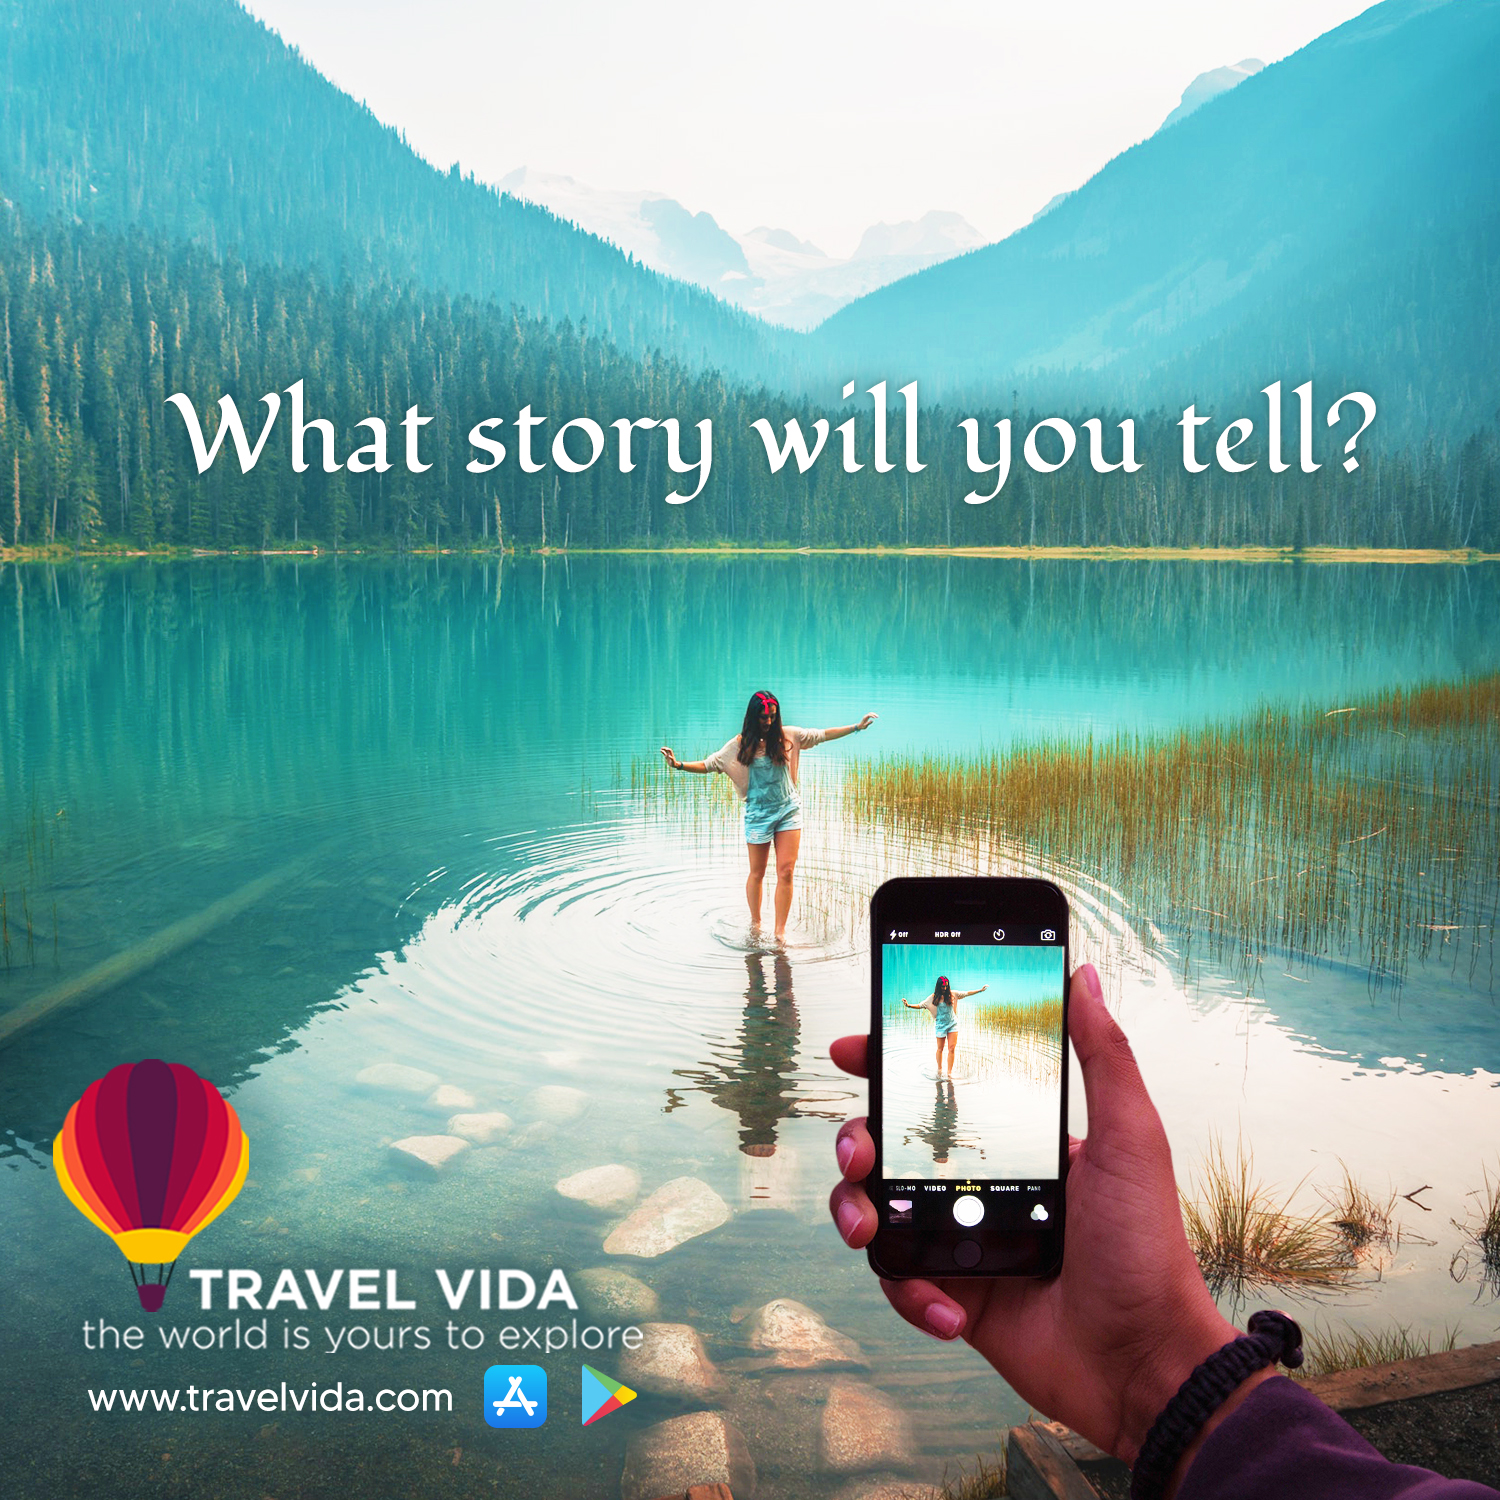 What story will you tell?
Off HDR Off
SLO-MO VIDEO PHOTO SQUARE PANO
TRAVEL VIDA
the world is yours to explore
www.travelvida.com